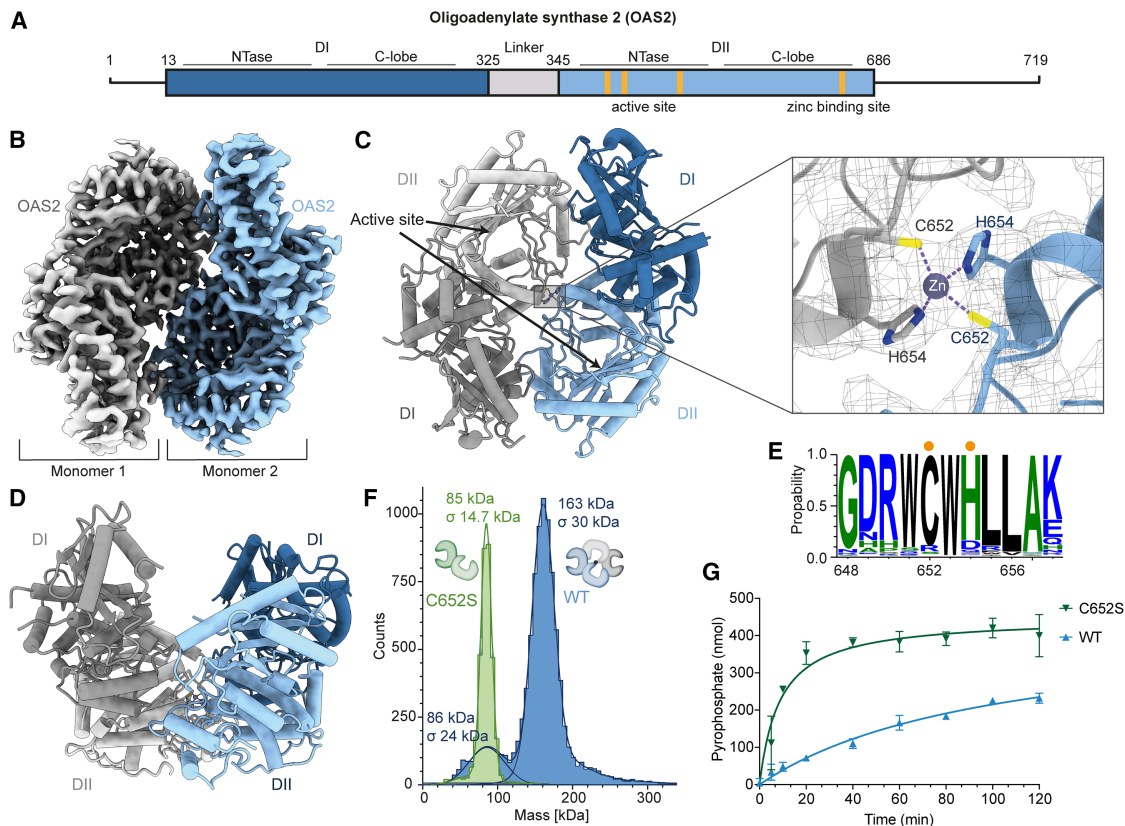 A
Oligoadenylate synthase 2 (OAS2)
DI Linker DII
1 13 NTase C-lobe 325 345 NTase C-lobe 686 719
active site zinc binding site
B
OAS2 OAS2
Monomer 1 Monomer 2
C
DII DI
Active site
DI DII
C652 H654
Zn
H654 C652
D
DI DI
DII DII
E
Propability
1.0
0.5
0.0
GDRWCWHLLAK
648 652 656
F
85 kDa
σ 14.7 kDa
163 kDa
σ 30 kDa
C652S WT
86 kDa
σ 24 kDa
Counts
1000
750
500
250
0
0 100 200 300
Mass [kDa]
G
Pyrophosphate (nmol)
500
400
300
200
100
0
0 20 40 60 80 100 120
Time (min)
C652S
WT